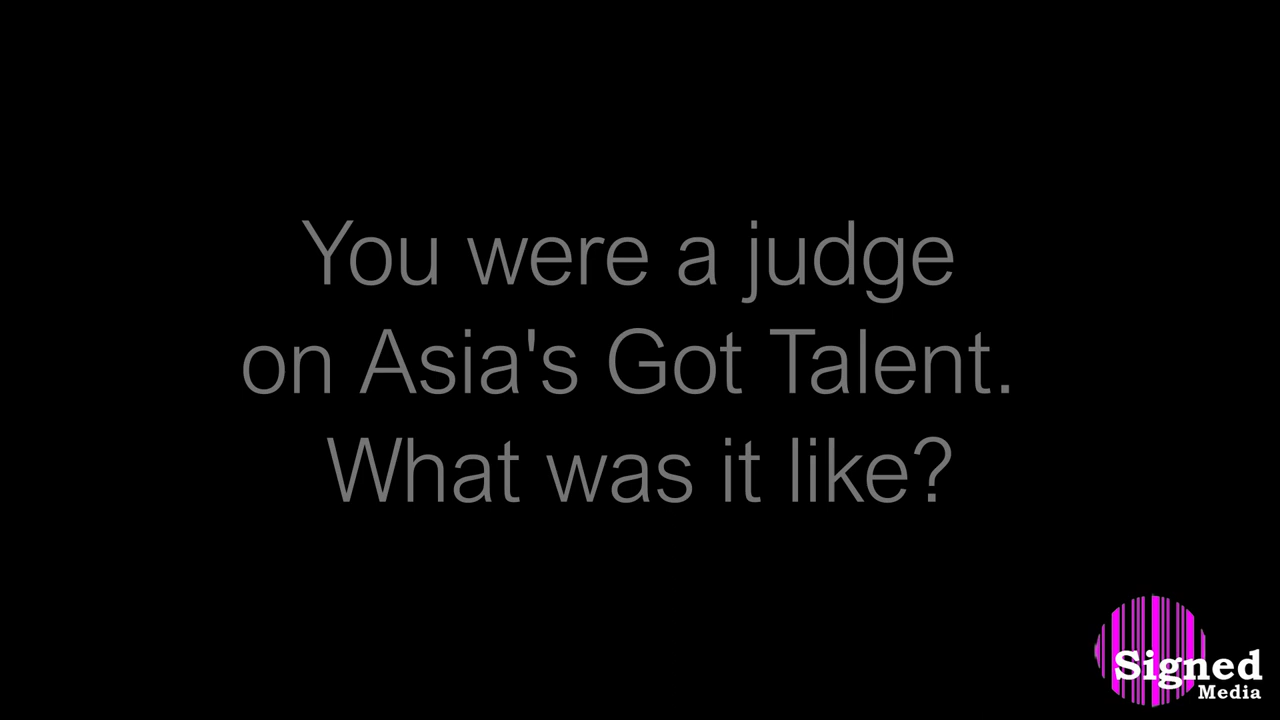 You were a judge
on Asia's Got Talent.
What was it like?
Signed
Media